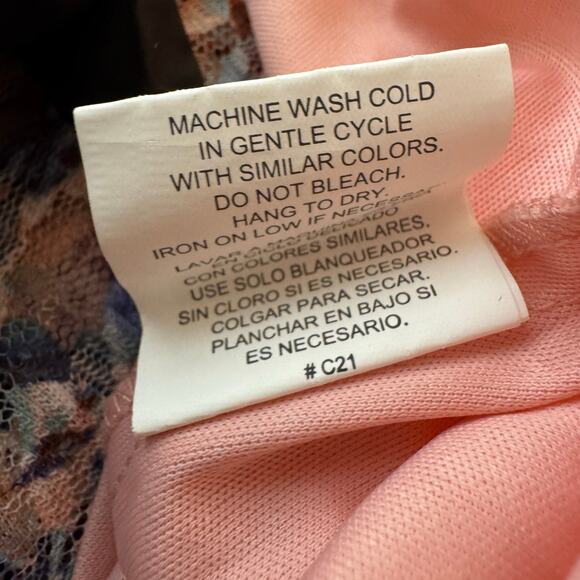 MACHINE WASH COLD
IN GENTLE CYCLE
WITH SIMILAR COLORS.
DO NOT BLEACH.
HANG TO DRY.
IRON ON LOW IF NECESSARY
LAVAR A
CON COLORES SIMILARES.
USE SOLO BLANQUEADOR
SIN CLORO SI ES NECESARIO.
COLGAR PARA SECAR.
PLANCHAR EN BAJO SI
ES NECESARIO.
# C21